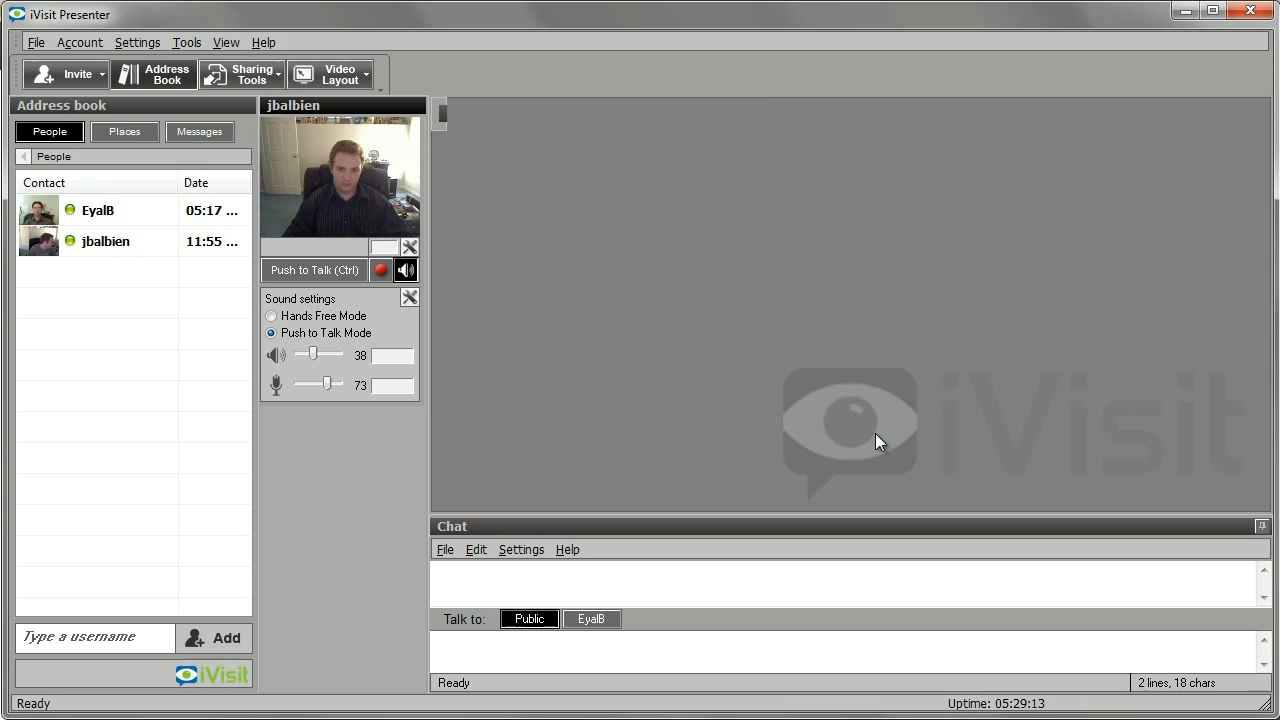 iVisit Presenter
File Account Settings Tools View Help
Invite
Address Book
Sharing Tools
Video Layout
Address book
People Places Messages
People
Contact Date
EyalB 05:17 ...
jbalbien 11:55 ...
Type a username
Add
iVisit
jbalbien
Push to Talk (Ctrl)
Sound settings
Hands Free Mode
Push to Talk Mode
38
73
iVisit
Chat
File Edit Settings Help
Talk to: Public EyalB
Ready 2 lines, 18 chars
Ready Uptime: 05:29:13